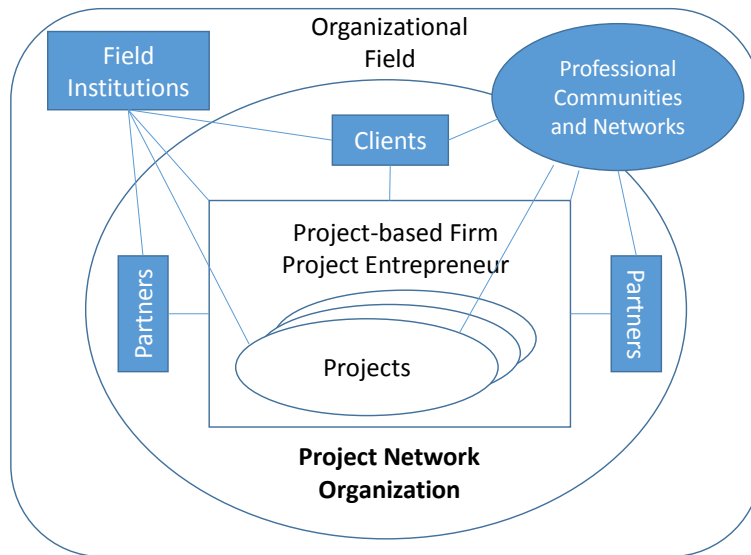 Organizational
Field
Field
Institutions
Professional
Communities
and Networks
Clients
Project-based Firm
Project Entrepreneur
Partners
Partners
Projects
Project Network
Organization